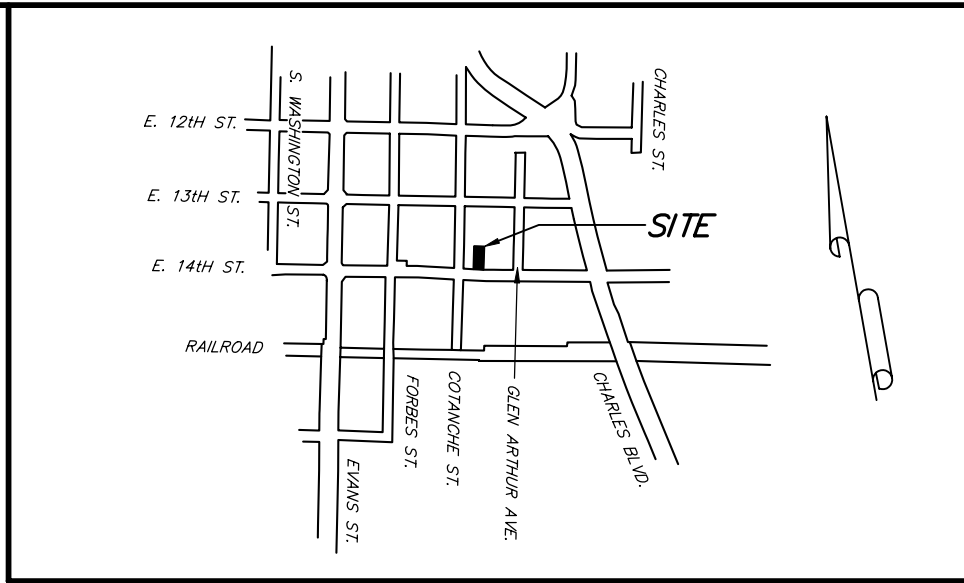 S. WASHINGTON ST.
CHARLES ST.
E. 12tH ST.
E. 13tH ST.
SITE
E. 14tH ST.
RAILROAD
FORBES ST.
COTANCHE ST.
GLEN ARTHUR AVE.
CHARLES BLVD.
EVANS ST.